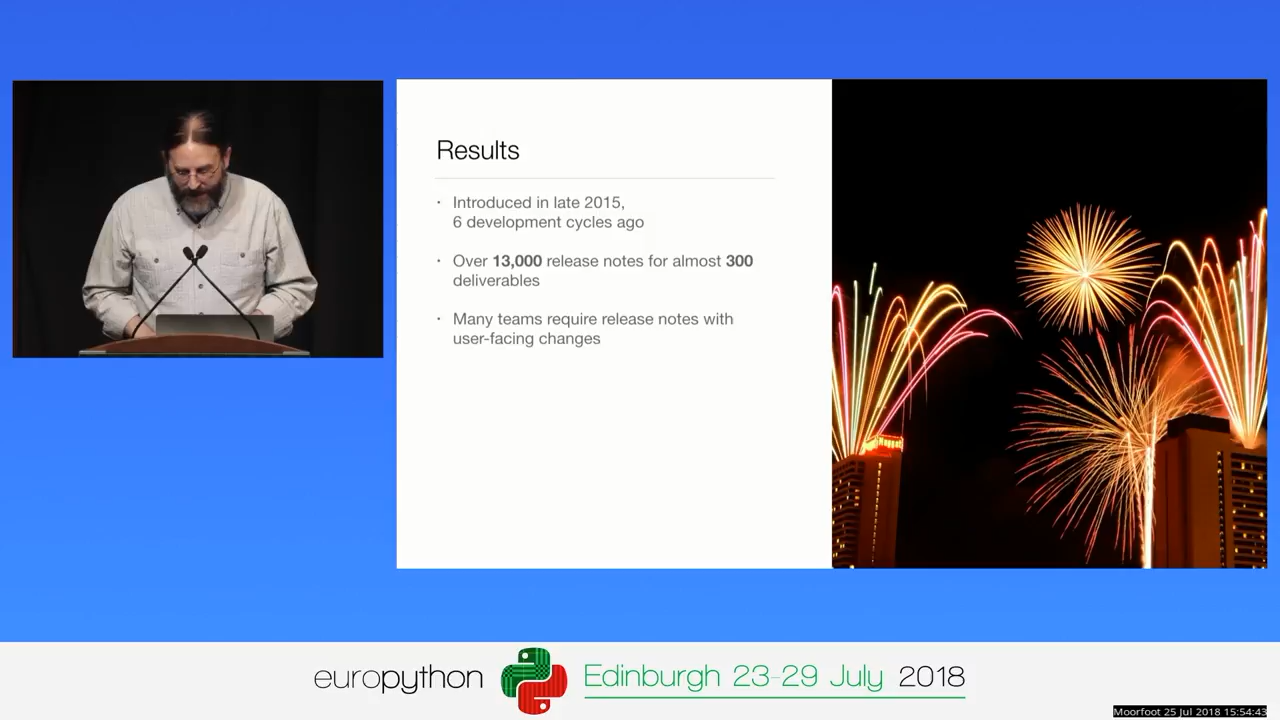 Results
· Introduced in late 2015,
6 development cycles ago
· Over 13,000 release notes for almost 300
deliverables
· Many teams require release notes with
user-facing changes
europython Edinburgh 23-29 July 2018
Moorfoot 25 Jul 2018 15:54:43